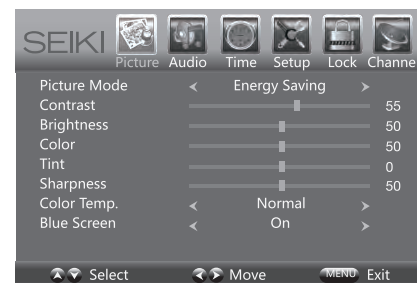 SEIKI
Picture Audio Time Setup Lock Channe
Picture Mode Energy Saving
Contrast 55
Brightness 50
Color 50
Tint 0
Sharpness 50
Color Temp. Normal
Blue Screen On
Select Move MENU Exit